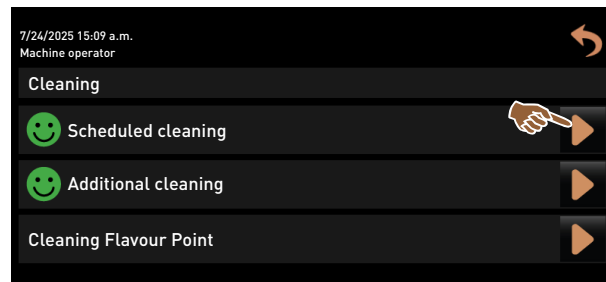 7/24/2025 15:09 a.m.
Machine operator
Cleaning
Scheduled cleaning
Additional cleaning
Cleaning Flavour Point